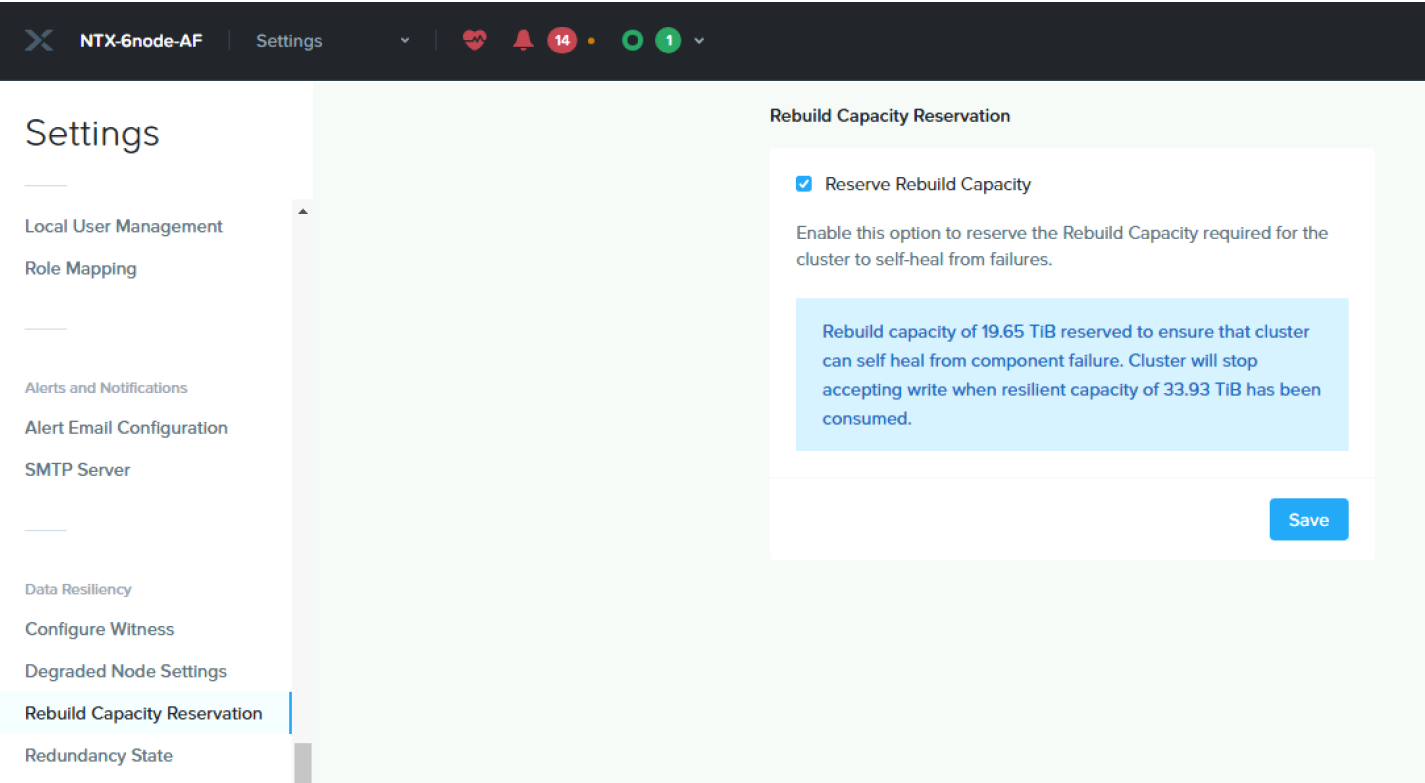 NTX-6node-AF
Settings
14
1
Settings
Local User Management
Role Mapping
Alerts and Notifications
Alert Email Configuration
SMTP Server
Data Resiliency
Configure Witness
Degraded Node Settings
Rebuild Capacity Reservation
Redundancy State
Rebuild Capacity Reservation
Reserve Rebuild Capacity
Enable this option to reserve the Rebuild Capacity required for the
cluster to self-heal from failures.
Rebuild capacity of 19.65 TiB reserved to ensure that cluster
can self heal from component failure. Cluster will stop
accepting write when resilient capacity of 33.93 TiB has been
consumed.
Save